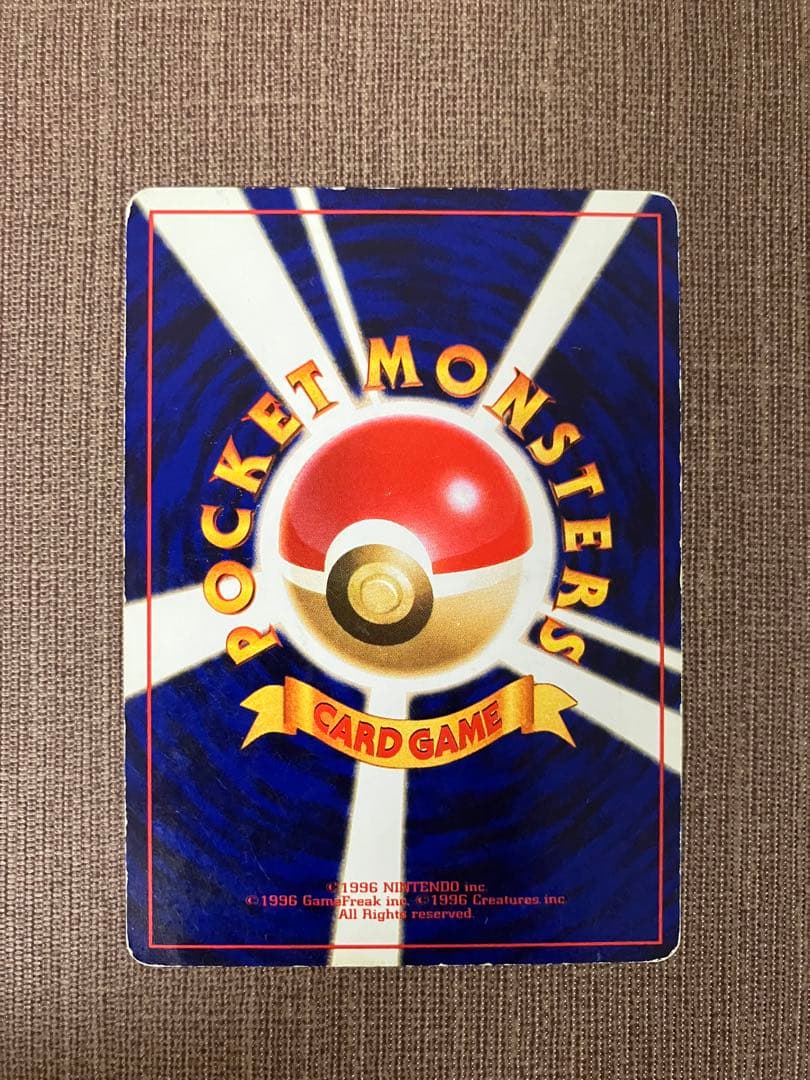 POCKET MONSTERS
CARD GAME
©1996 NINTENDO inc.
©1996 GameFreak inc. ©1996 Creatures inc.
All Rights reserved.